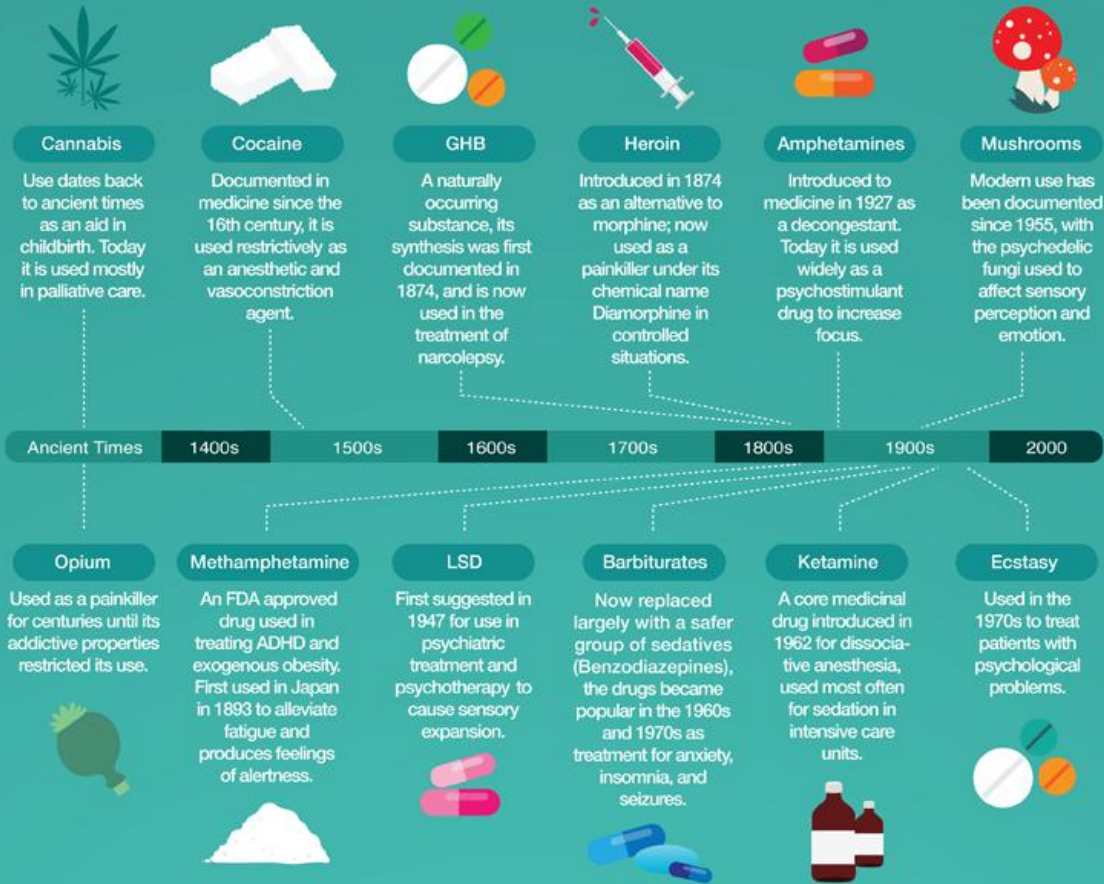 Cannabis
Use dates back
to ancient times
as an aid in
childbirth. Today
it is used mostly
in palliative care.
Cocaine
Documented in
medicine since the
16th century, it is
used restrictively as
an anesthetic and
vasoconstriction
agent.
GHB
A naturally
occurring
substance, its
synthesis was first
documented in
1874, and is now
used in the
treatment of
narcolepsy.
Heroin
Introduced in 1874
as an alternative to
morphine; now
used as a
painkiller under its
chemical name
Diamorphine in
controlled
situations.
Amphetamines
Introduced to
medicine in 1927 as
a decongestant.
Today it is used
widely as a
psychostimulant
drug to increase
focus.
Mushrooms
Modern use has
been documented
since 1955, with
the psychedelic
fungi used to
affect sensory
perception and
emotion.
Ancient Times 1400s 1500s 1600s 1700s 1800s 1900s 2000
Opium
Used as a painkiller
for centuries until its
addictive properties
restricted its use.
Methamphetamine
An FDA approved
drug used in
treating ADHD and
exogenous obesity.
First used in Japan
in 1893 to alleviate
fatigue and
produces feelings
of alertness.
LSD
First suggested in
1947 for use in
psychiatric
treatment and
psychotherapy to
cause sensory
expansion.
Barbiturates
Now replaced
largely with a safer
group of sedatives
(Benzodiazepines),
the drugs became
popular in the 1960s
and 1970s as
treatment for anxiety,
insomnia, and
seizures.
Ketamine
A core medicinal
drug introduced in
1962 for dissocia-
tive anesthesia,
used most often
for sedation in
intensive care
units.
Ecstasy
Used in the
1970s to treat
patients with
psychological
problems.